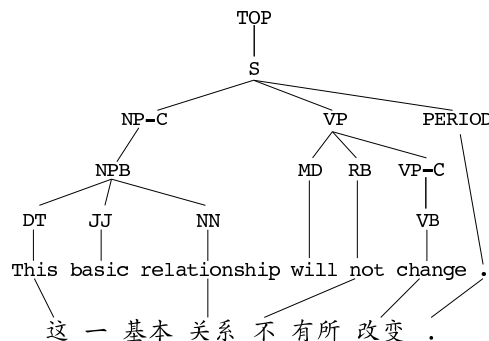 TOP
S
NP-C VP PERIOD
NPB MD RB VP-C
DT JJ NN VB
This basic relationship will not change .
这 一 基本 关系 不 有所 改变 .